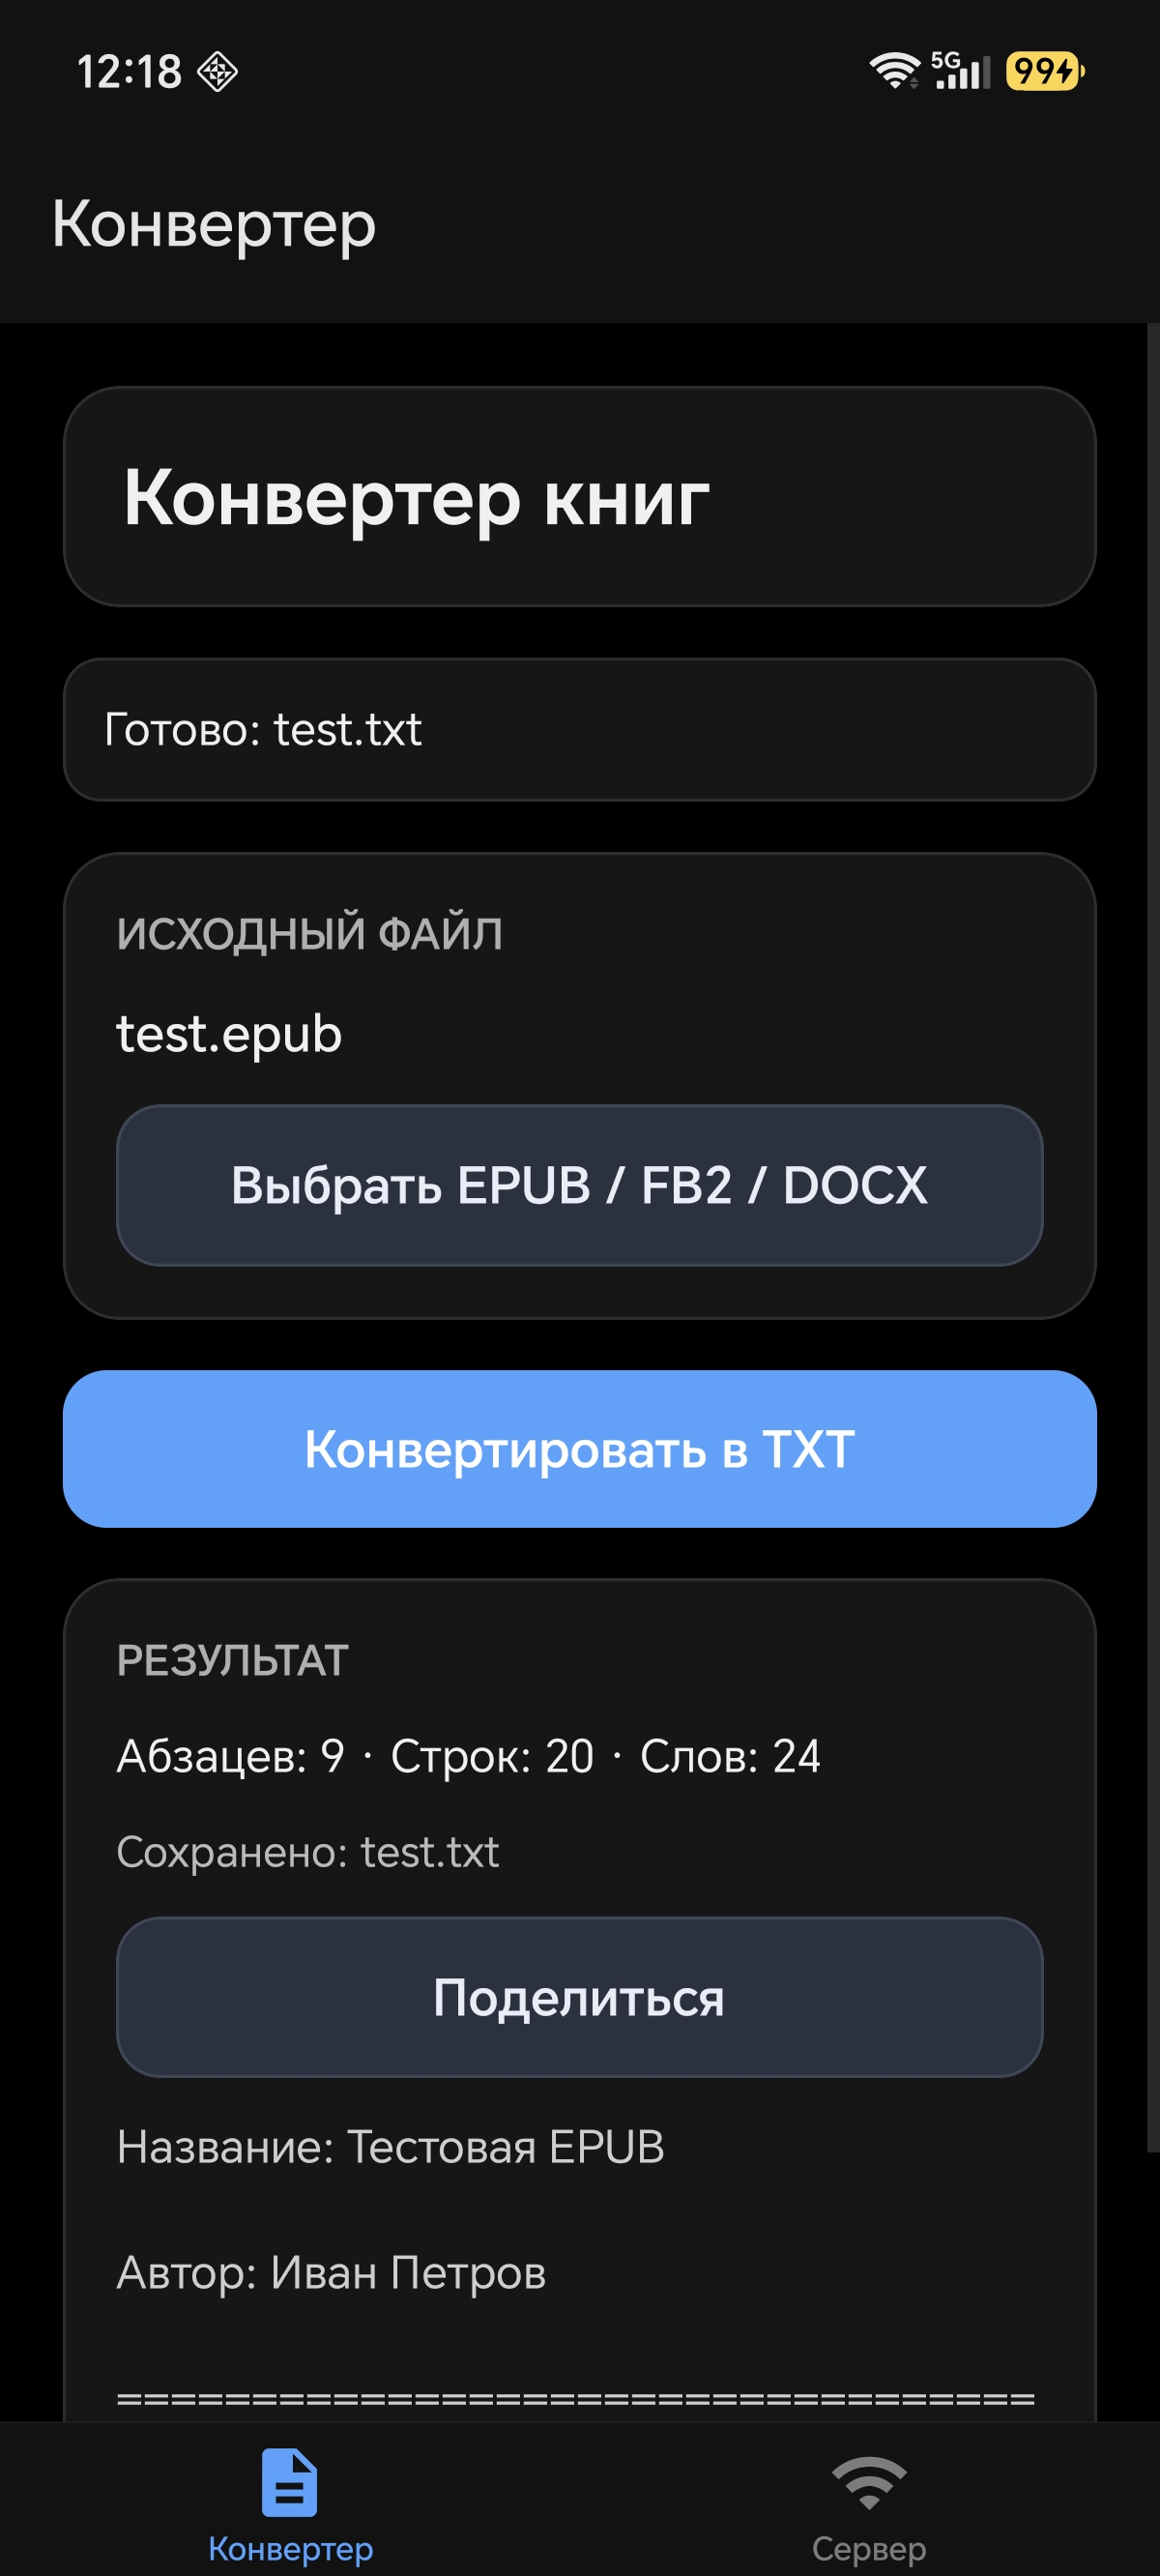 12:18
5G
99
Конвертер
Конвертер книг
Готово: test.txt
ИСХОДНЫЙ ФАЙЛ
test.epub
Выбрать EPUB / FB2 / DOCX
Конвертировать в TXT
РЕЗУЛЬТАТ
Абзацев: 9 · Строк: 20 · Слов: 24
Сохранено: test.txt
Поделиться
Название: Тестовая EPUB
Автор: Иван Петров
==================================
Конвертер
Сервер